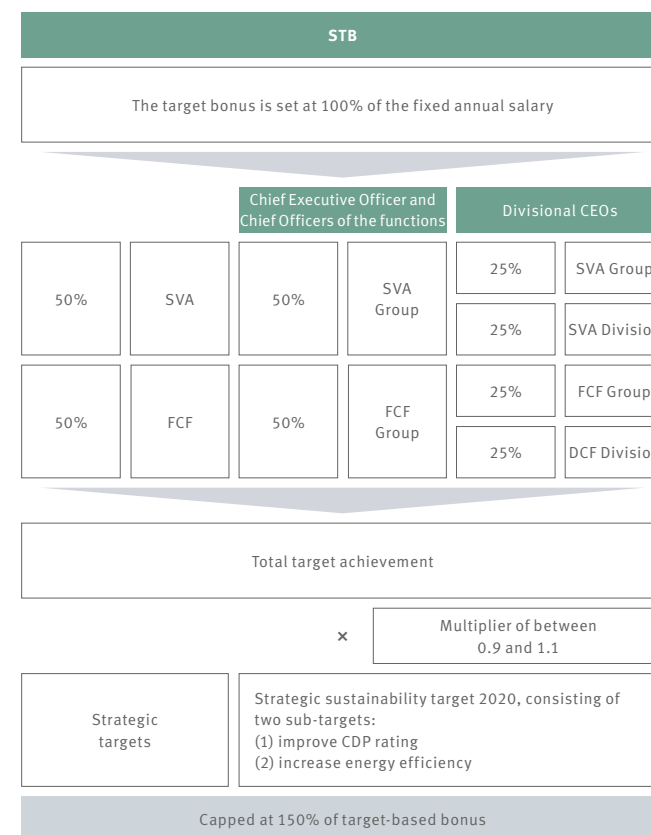 STB
The target bonus is set at 100% of the fixed annual salary
Chief Executive Officer and
Chief Officers of the functions
Divisional CEOs
50%
SVA
50%
SVA
Group
25%
SVA Group
25%
SVA Divisio
50%
FCF
50%
FCF
Group
25%
FCF Group
25%
DCF Divisio
Total target achievement
×
Multiplier of between
0.9 and 1.1
Strategic
targets
Strategic sustainability target 2020, consisting of
two sub-targets:
(1) improve CDP rating
(2) increase energy efficiency
Capped at 150% of target-based bonus